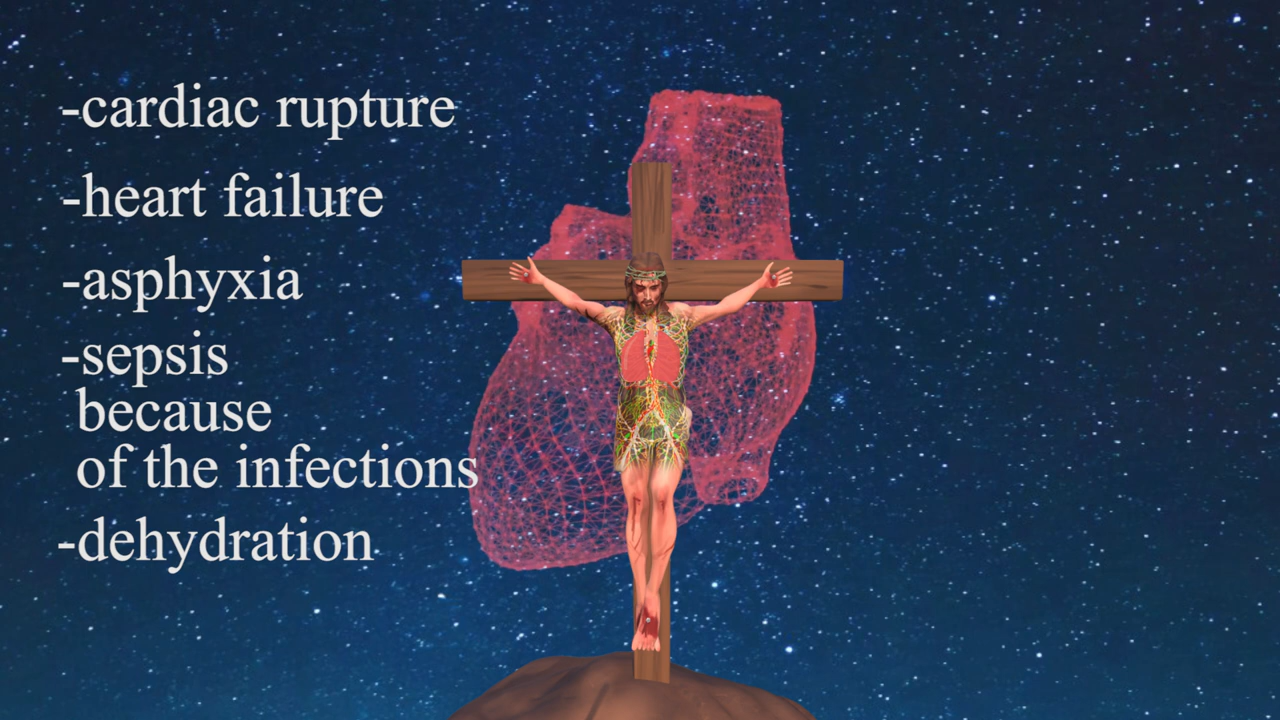 -cardiac rupture
-heart failure
-asphyxia
-sepsis
because
of the infections
-dehydration